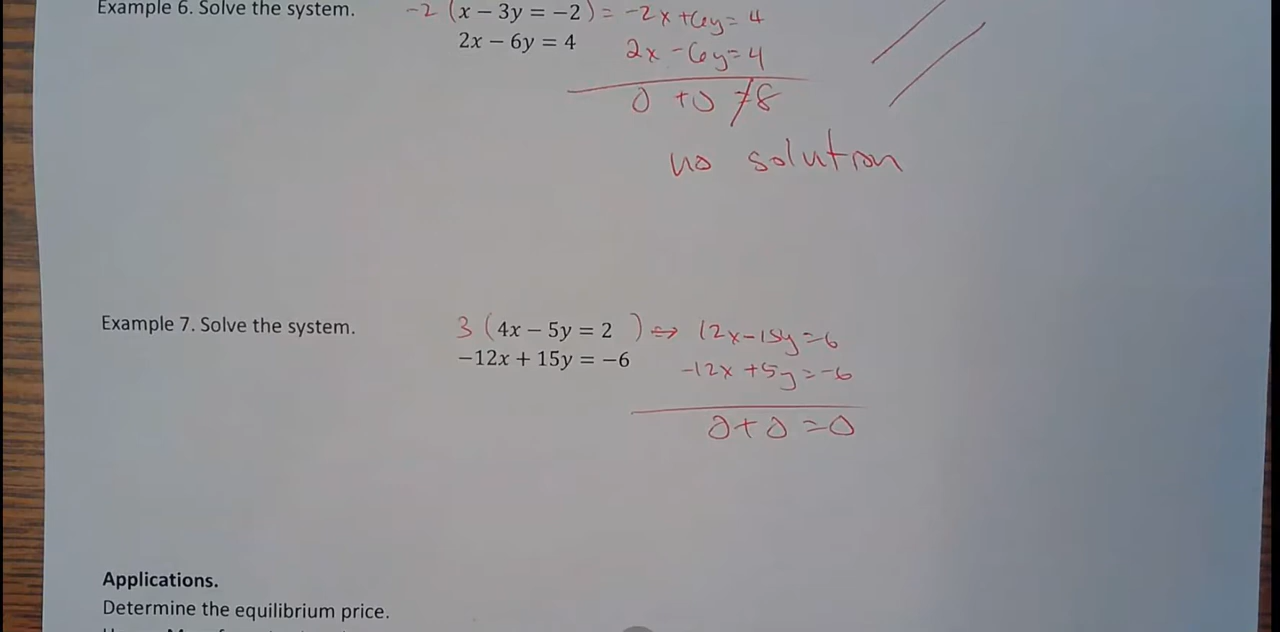 Example 6. Solve the system. -2 (x − 3y = −2) = -2x+6y=4
2x − 6y = 4 2x -6y=4
0 +0 ≠8
no solution
Example 7. Solve the system. 3 (4x − 5y = 2 ) ⇒ 12x-15y=6
−12x + 15y = −6 -12x +5y=-6
0+0=0
Applications.
Determine the equilibrium price.